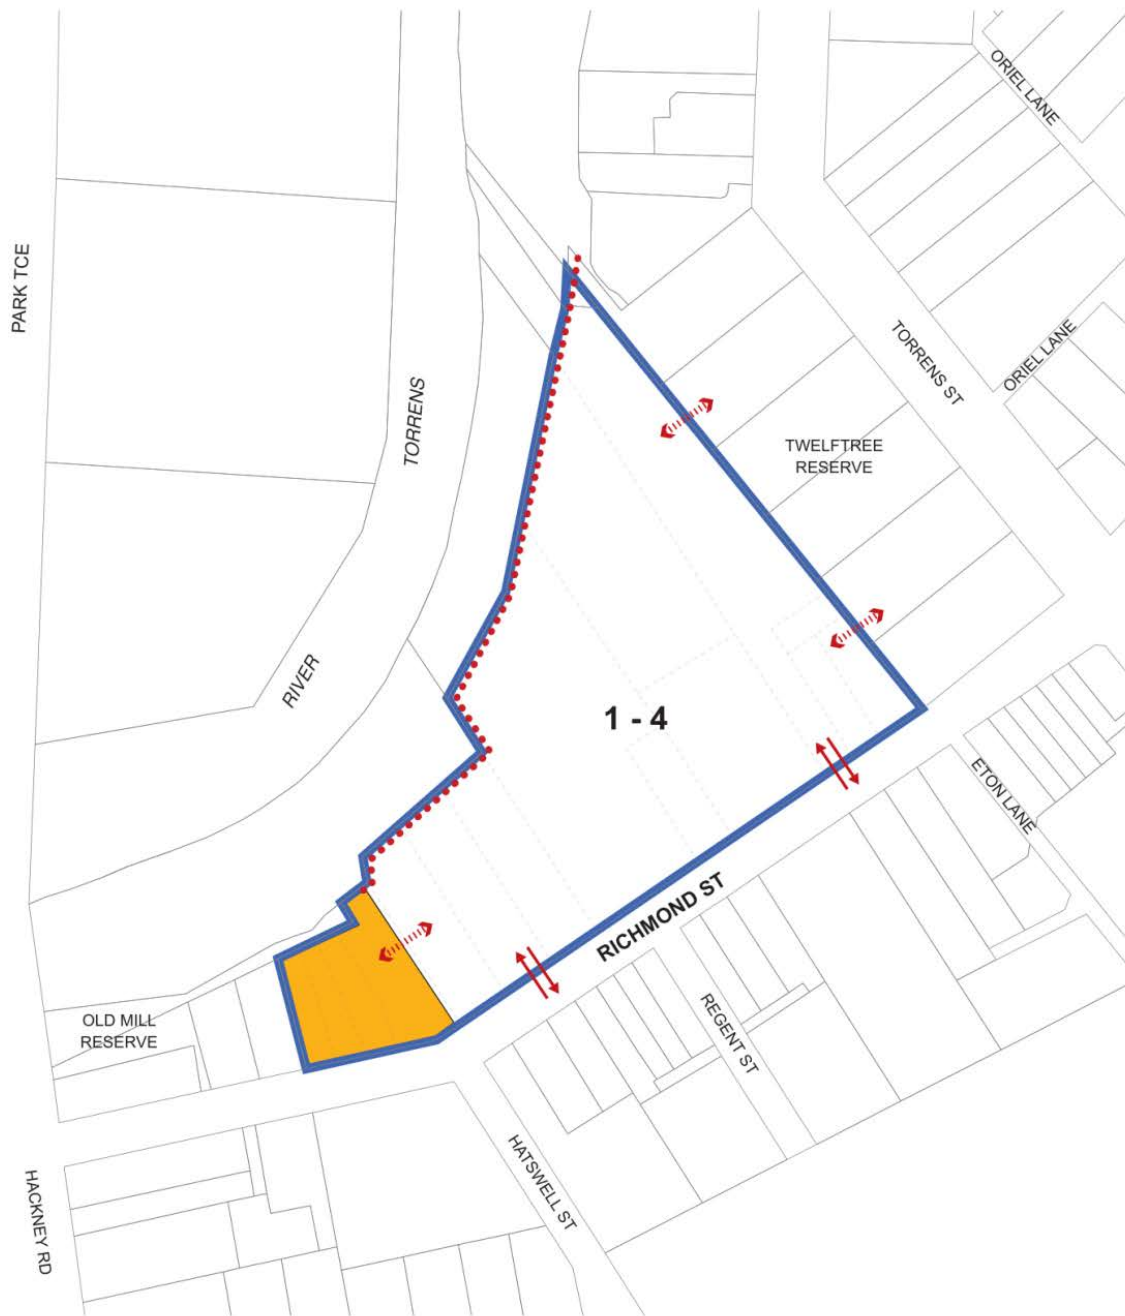 ORIEL LANE
PARK TCE
TORRENS ST
ORIEL LANE
TORRENS
TWELFTREE
RESERVE
RIVER
1 - 4
ETON LANE
RICHMOND ST
OLD MILL
RESERVE
REGENT ST
HATSWELL ST
HACKNEY RD